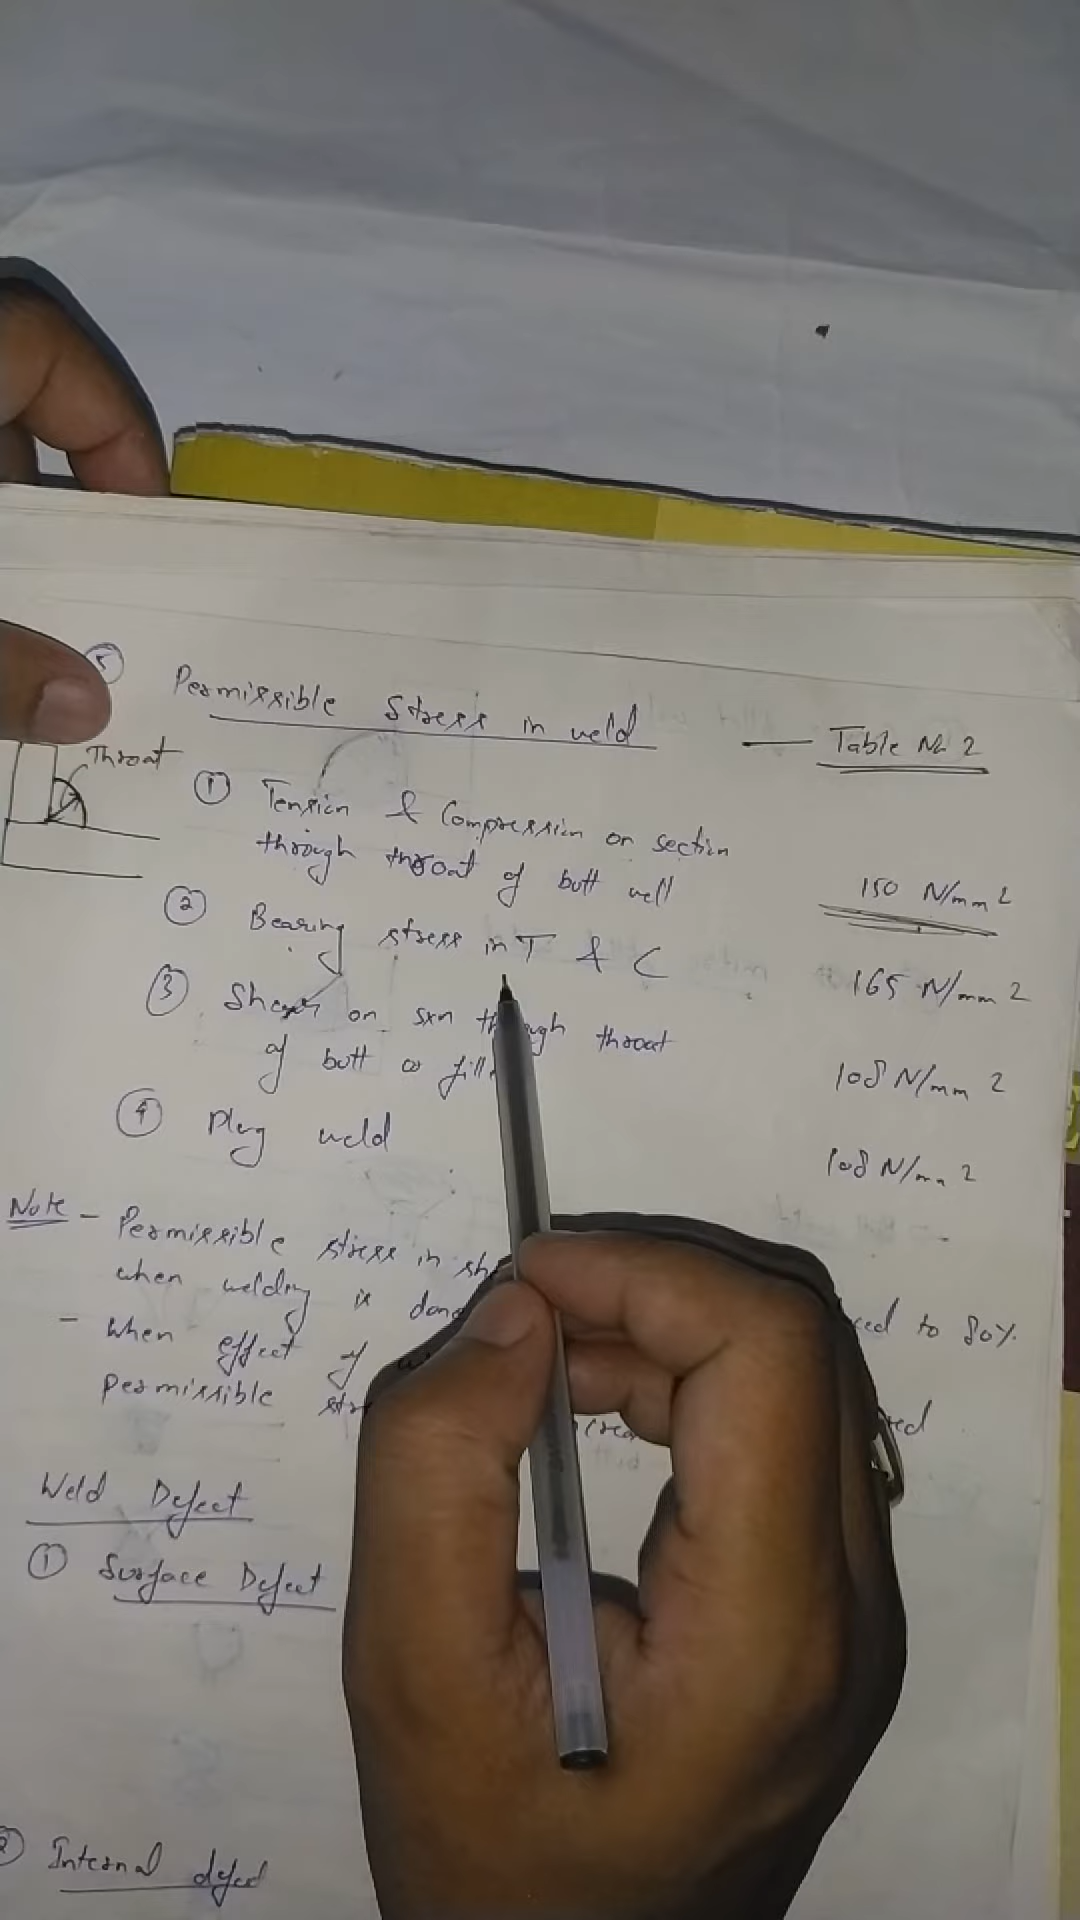 5
Permissible Stress in weld — Table No 2
Throat
① Tension & Compression on section
through throat of butt well 150 N/mm2
② Bearing stress in T & C 165 N/mm2
③ Shear on sxn through throat
of butt or fill 108 N/mm2
④ Plug weld 108 N/mm2
Note - Permissible stress in she
when welding is done to 80%.
- When effect of
permissible
Weld Defect
① Surface Defect
② Internal defect